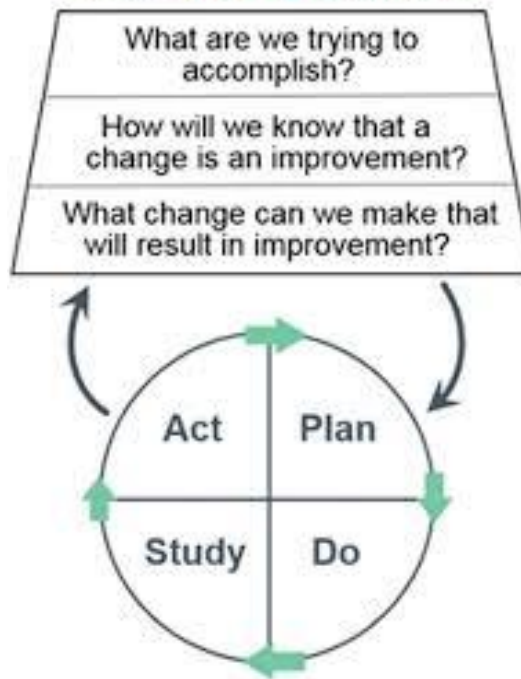 What are we trying to
accomplish?
How will we know that a
change is an improvement?
What change can we make that
will result in improvement?
Act
Plan
Study
Do